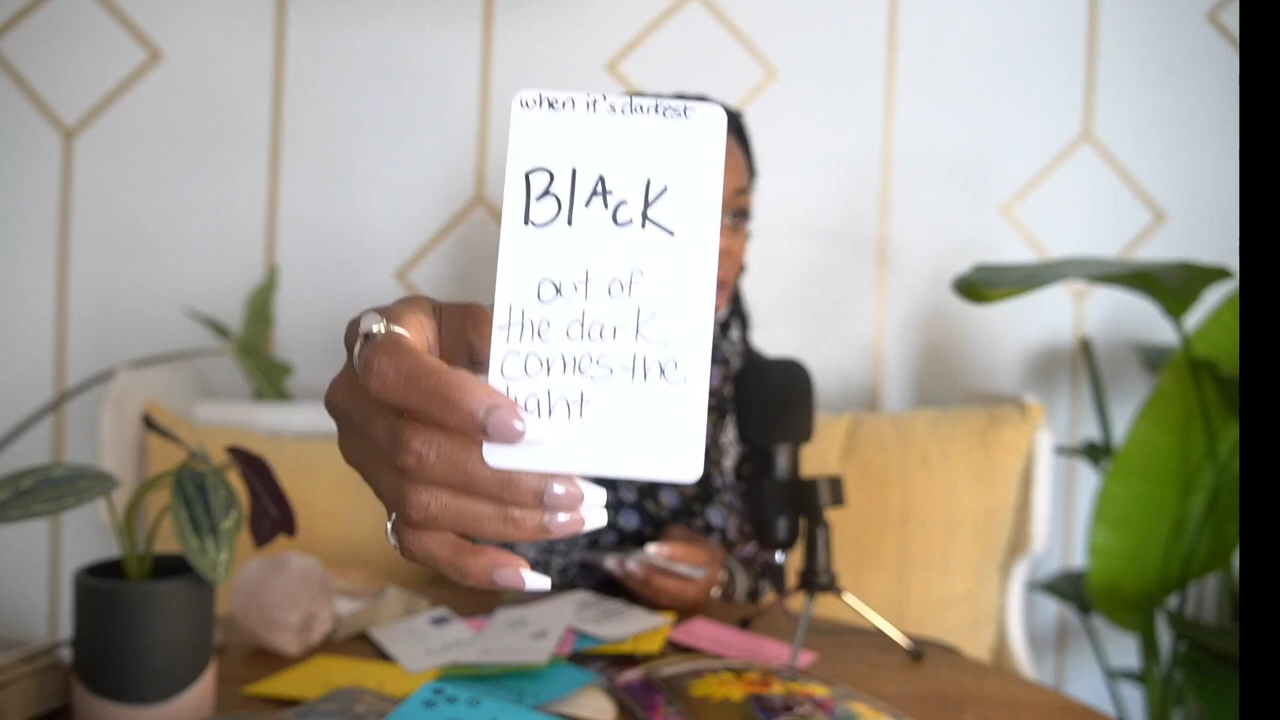 when it's darkest
BlAcK
out of
the dark
comes the
light